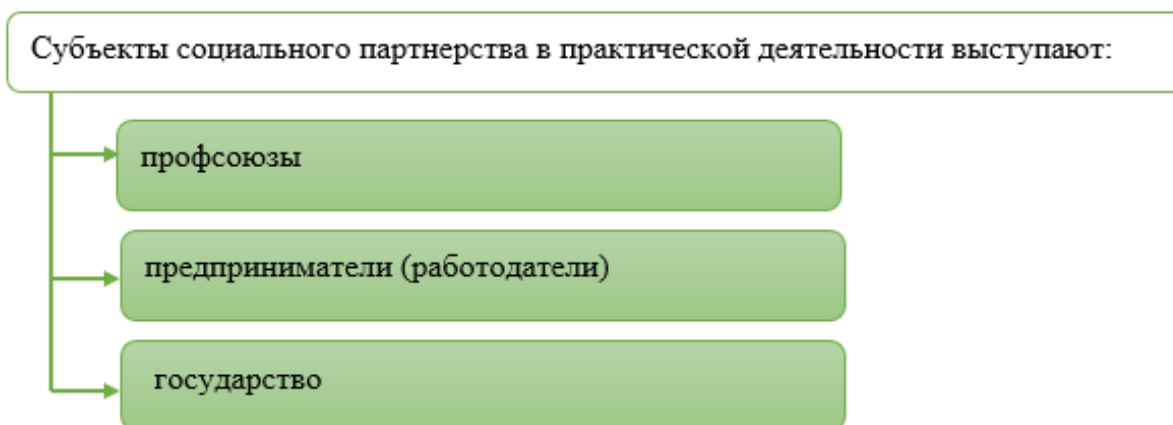 Субъекты социального партнерства в практической деятельности выступают:
профсоюзы
предприниматели (работодатели)
государство